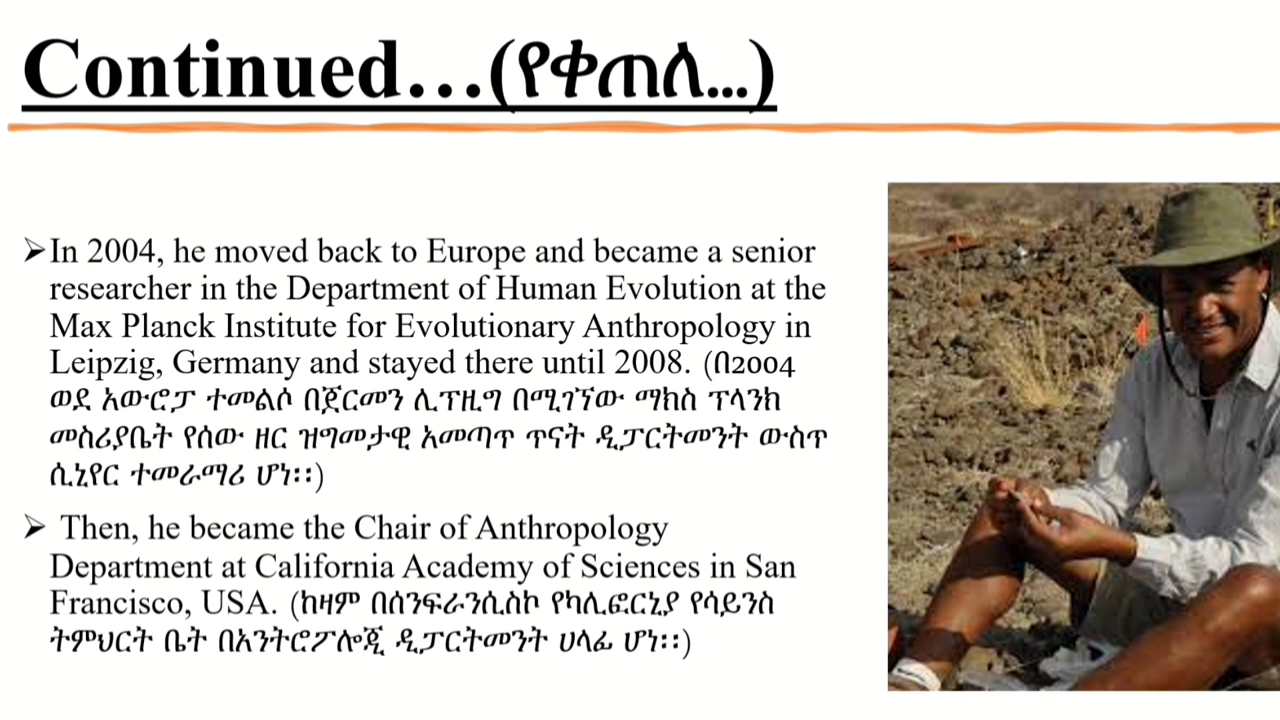 Continued…(የቀጠለ...)
➢In 2004, he moved back to Europe and became a senior
researcher in the Department of Human Evolution at the
Max Planck Institute for Evolutionary Anthropology in
Leipzig, Germany and stayed there until 2008. (በ2004
ወደ አውሮፓ ተመልሶ በጀርመን ሊፕዚግ በሚገኘው ማክስ ፕላንክ
መስሪያቤት የሰው ዘር ዝግመታዊ አመጣጥ ጥናት ዲፓርትመንት ውስጥ
ሲኒየር ተመራማሪ ሆነ፡፡)
➢ Then, he became the Chair of Anthropology
Department at California Academy of Sciences in San
Francisco, USA. (ከዛም በሰንፍራንሲስኮ የካሊፎርኒያ የሳይንስ
ትምህርት ቤት በአንትሮፖሎጂ ዲፓርትመንት ሀላፊ ሆነ፡፡)